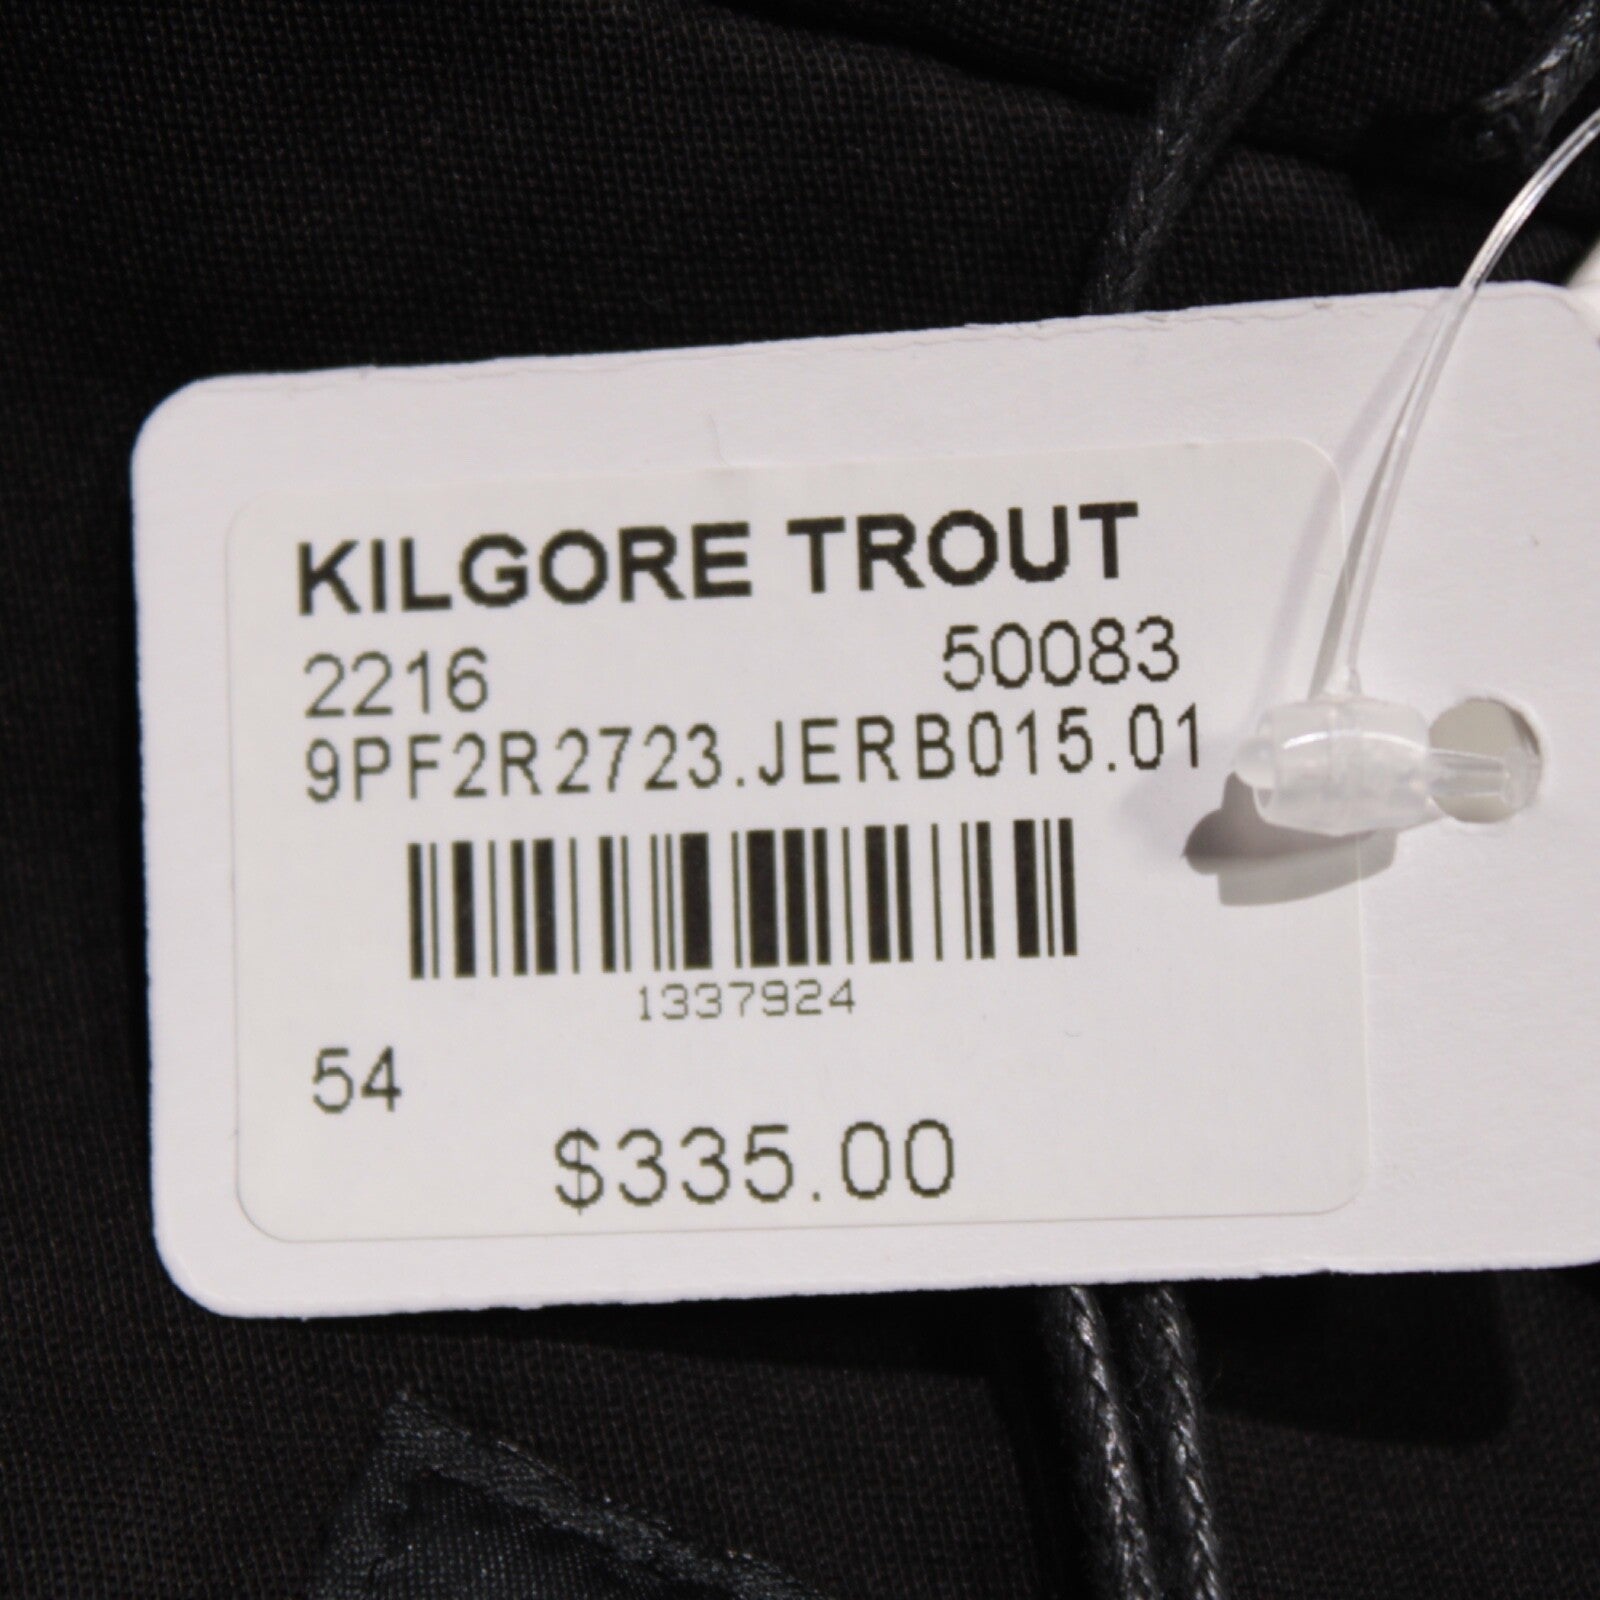 KILGORE TROUT
2216 50083
9PF2R2723.JERB015.01
1337924
54
$335.00